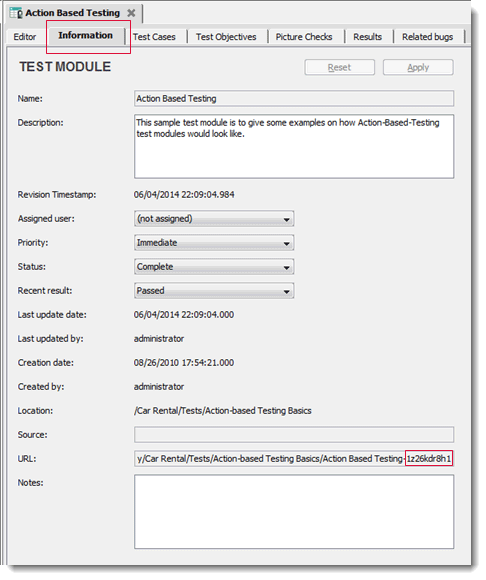 Action Based Testing
Editor Information Test Cases Test Objectives Picture Checks Results Related bugs
TEST MODULE Reset Apply
Name: Action Based Testing
Description: This sample test module is to give some examples on how Action-Based-Testing
test modules would look like.
Revision Timestamp: 06/04/2014 22:09:04.984
Assigned user: (not assigned)
Priority: Immediate
Status: Complete
Recent result: Passed
Last update date: 06/04/2014 22:09:04.000
Last updated by: administrator
Creation date: 08/26/2010 17:54:21.000
Created by: administrator
Location: /Car Rental/Tests/Action-based Testing Basics
Source:
URL: y/Car Rental/Tests/Action-based Testing Basics/Action Based Testing-1z26kdr8h1
Notes: